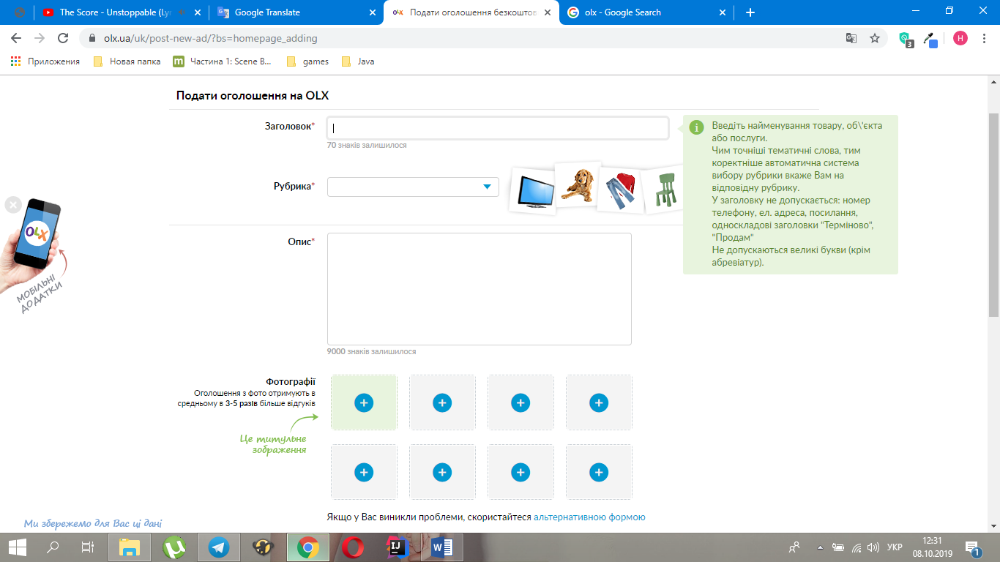 The Score - Unstoppable (Lyr
Google Translate
OLX
Подати оголошення безкоштов
olx - Google Search
olx.ua/uk/post-new-ad/?bs=homepage_adding
3
H
Приложения
Новая папка
m
Частина 1: Scene B...
games
Java
Подати оголошення на OLX
Заголовок*
70 знаків залишилося
Введіть найменування товару, об\'єкта
або послуги.
Чим точніші тематичні слова, тим
коректніше автоматична система
вибору рубрики вкаже Вам на
відповідну рубрику.
У заголовку не допускається: номер
телефону, ел. адреса, посилання,
односкладові заголовки "Терміново",
"Продам"
Не допускаються великі букви (крім
абревіатур).
Рубрика*
OLX
МОБІЛЬНІ
ДОДАТКИ
Опис*
9000 знаків залишилося
Фотографії
Оголошення з фото отримують в
средньому в 3-5 разів більше відгуків
Це титульне
зображення
Якщо у Вас виникли проблеми, скористайтеся альтернативною формою
Ми збережемо для Вас ці дані
IJ
W
УКР
12:31
08.10.2019
1